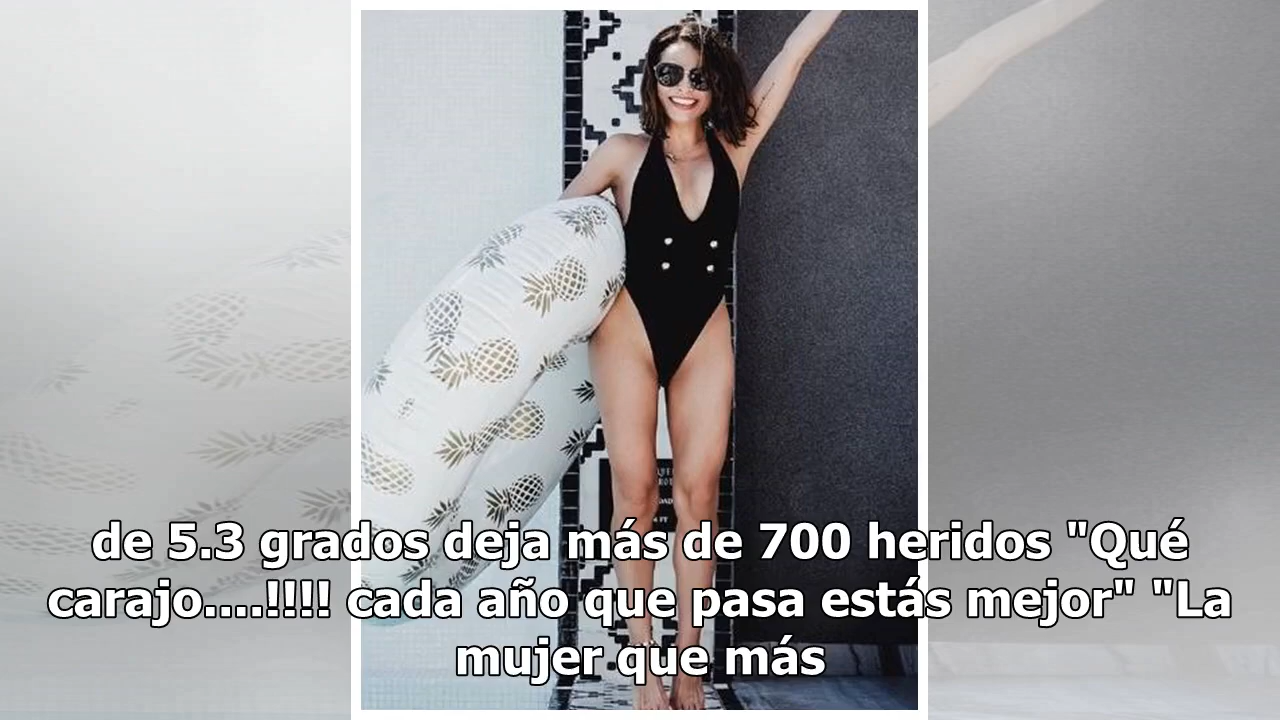 de 5.3 grados deja más de 700 heridos "Qué
carajo....!!!! cada año que pasa estás mejor" "La
mujer que más